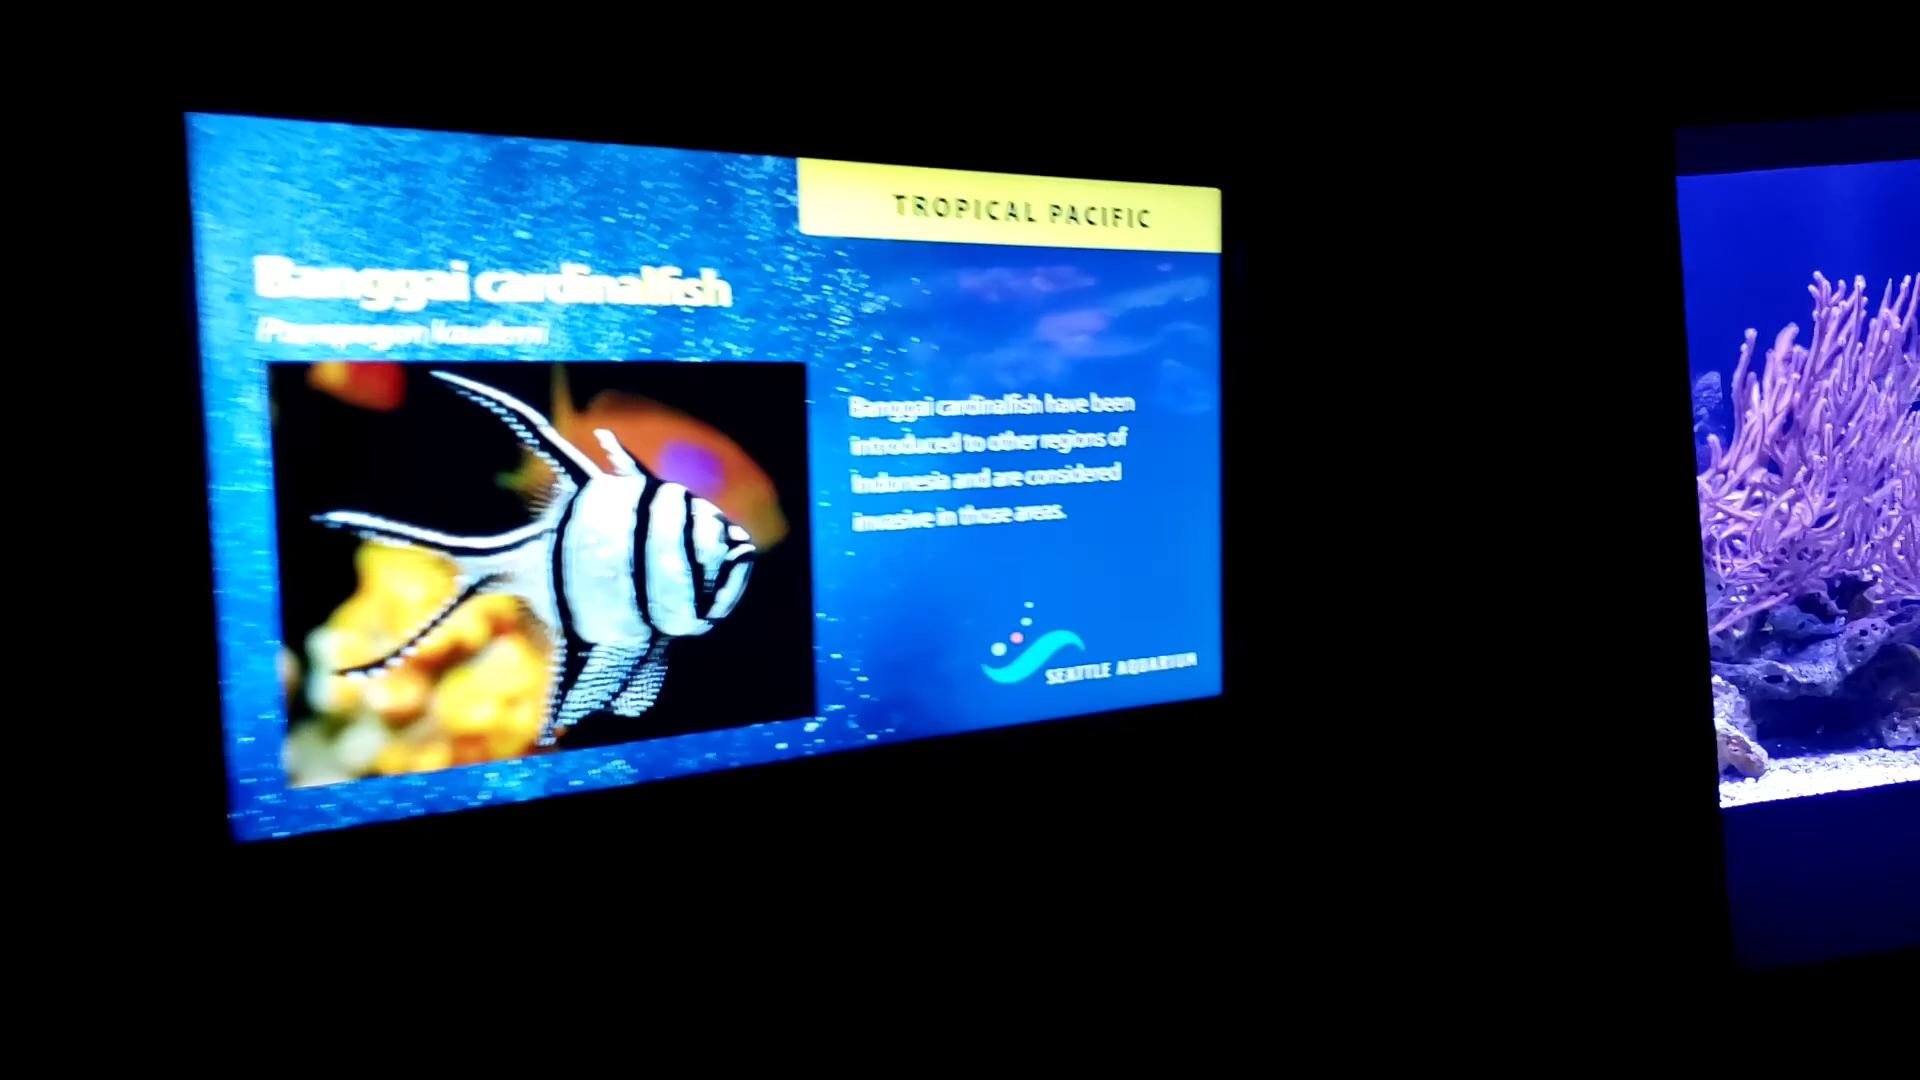 TROPICAL PACIFIC
Banggai cardinalfish
Banggai cardinalfish have been
introduced to other regions of
Indonesia and are considered
invasive in those areas.
SEATTLE AQUARIUM